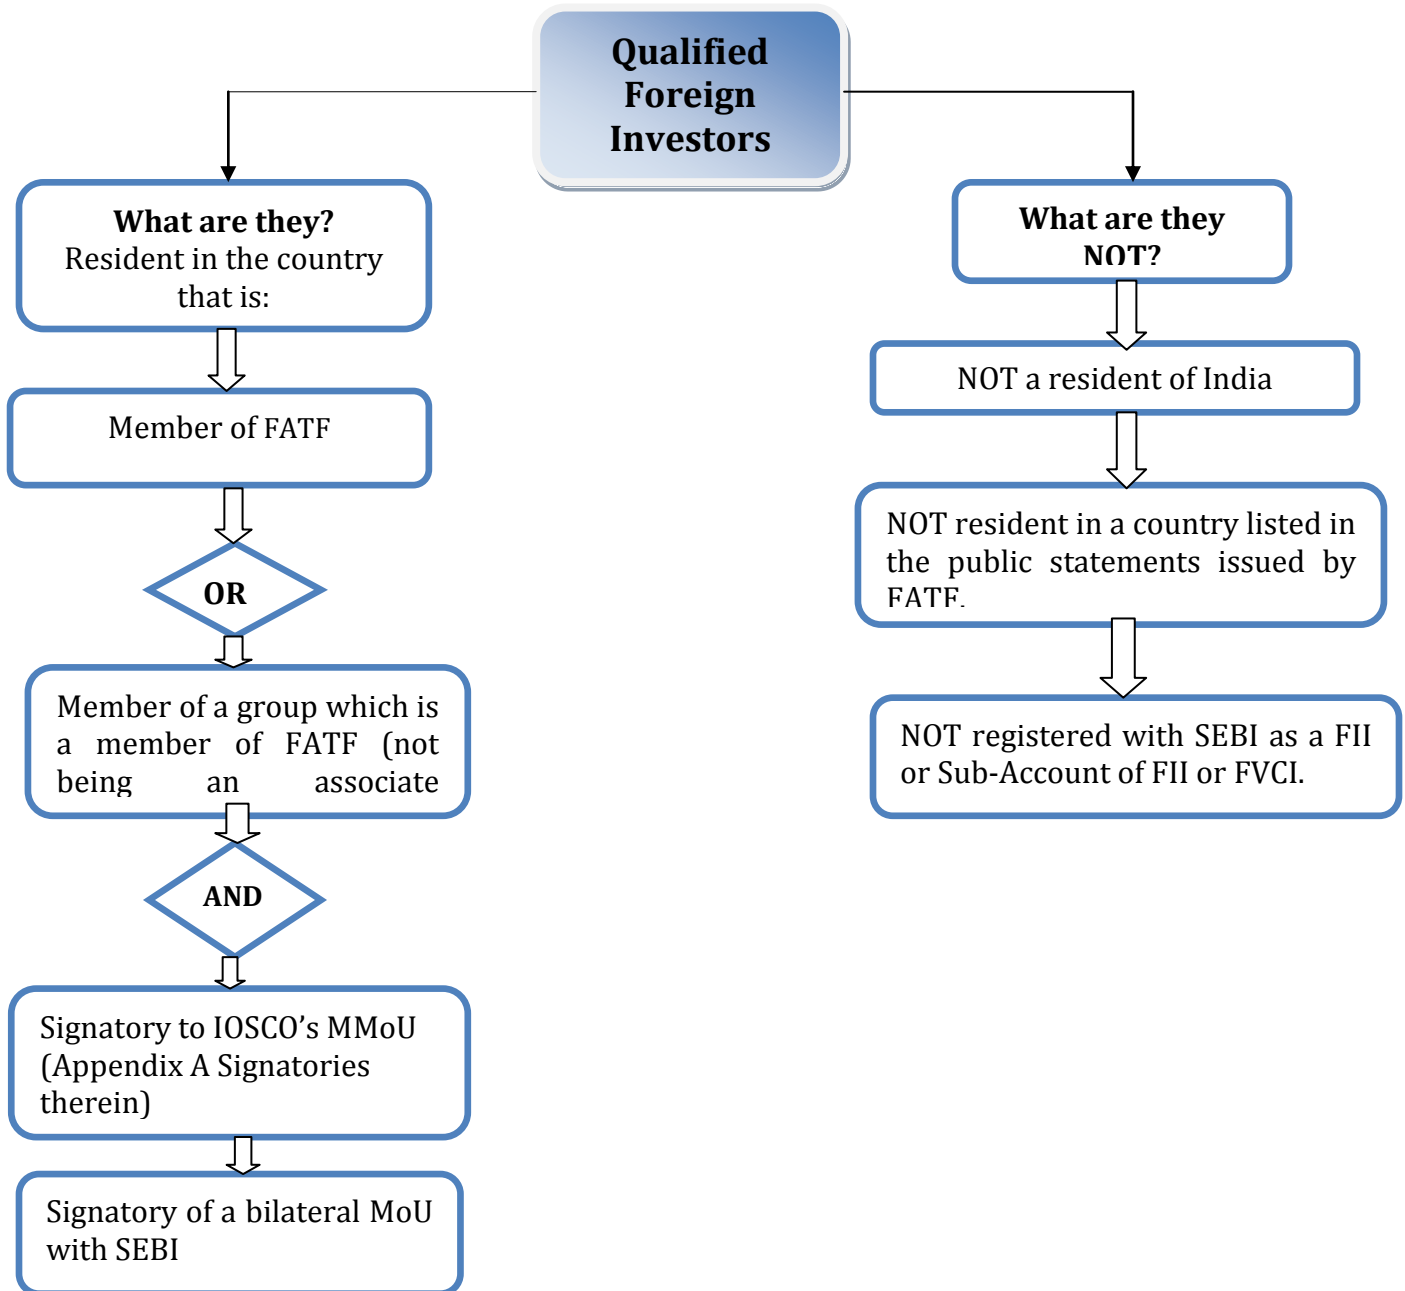 Qualified
Foreign
Investors
What are they?
Resident in the country
that is:
Member of FATF
OR
Member of a group which is
a member of FATF (not
being an associate
AND
Signatory to IOSCO’s MMoU
(Appendix A Signatories
therein)
Signatory of a bilateral MoU
with SEBI
What are they
NOT?
NOT a resident of India
NOT resident in a country listed in
the public statements issued by
FATF.
NOT registered with SEBI as a FII
or Sub-Account of FII or FVCI.